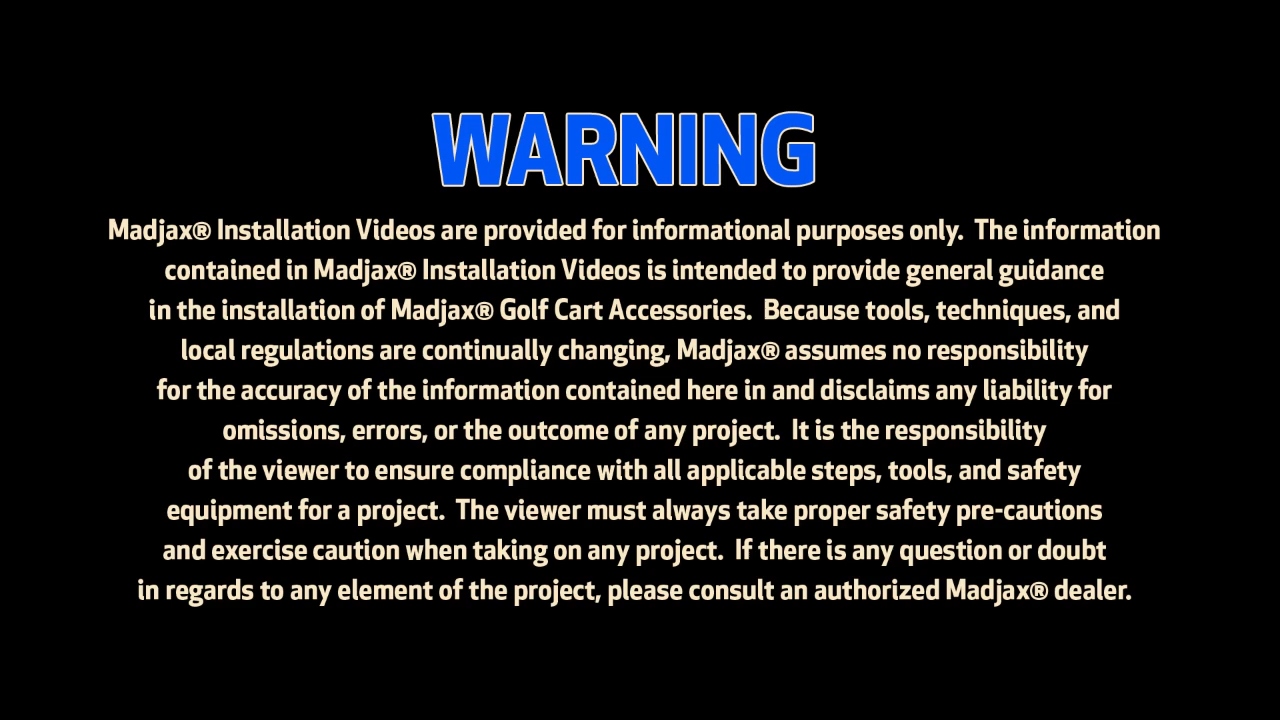 WARNING
Madjax® Installation Videos are provided for informational purposes only.  The information
contained in Madjax® Installation Videos is intended to provide general guidance
in the installation of Madjax® Golf Cart Accessories.  Because tools, techniques, and
local regulations are continually changing, Madjax® assumes no responsibility
for the accuracy of the information contained here in and disclaims any liability for
omissions, errors, or the outcome of any project.  It is the responsibility
of the viewer to ensure compliance with all applicable steps, tools, and safety
equipment for a project.  The viewer must always take proper safety pre-cautions
and exercise caution when taking on any project.  If there is any question or doubt
in regards to any element of the project, please consult an authorized Madjax® dealer.